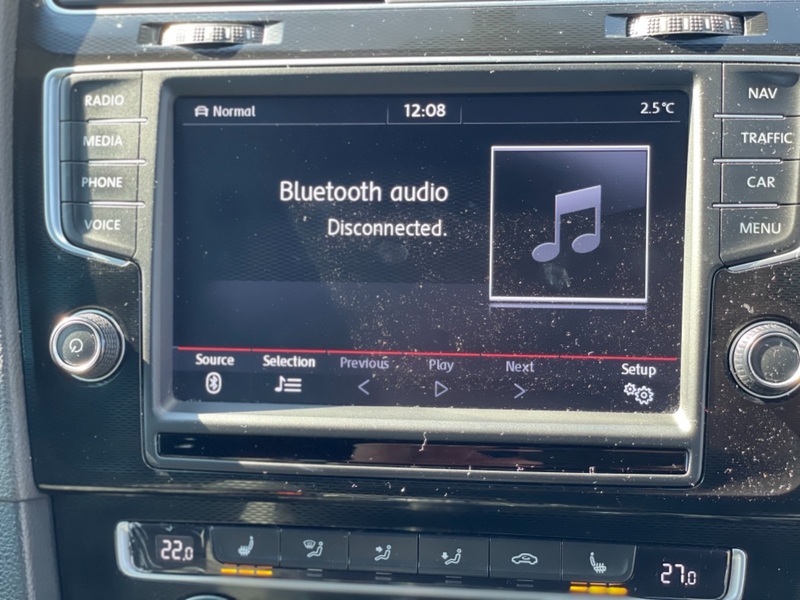 RADIO
MEDIA
PHONE
VOICE
Normal 12:08 2.5°C
Bluetooth audio
Disconnected.
Source Selection Previous Play Next Setup
NAV
TRAFFIC
CAR
MENU
22.0 27.0